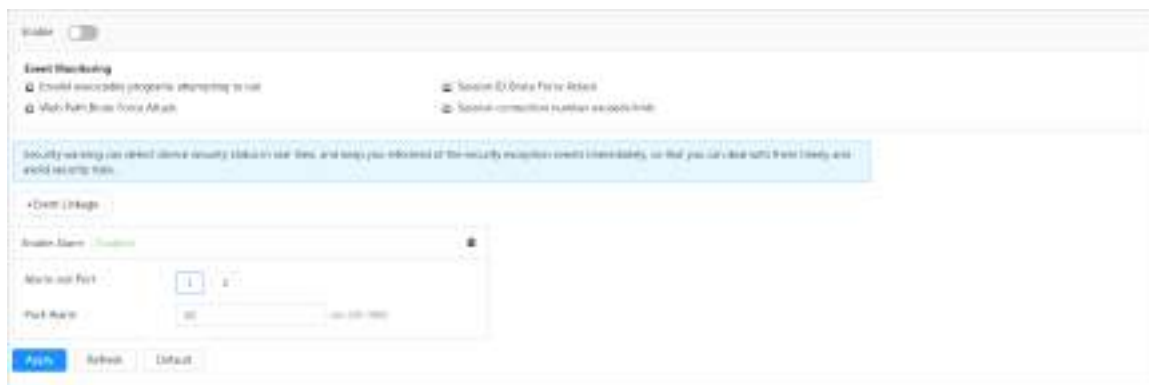 Enable
Event Monitoring
Invalid executable programs attempting to run
Session ID Brute Force Attack
Web Path Brute Force Attack
Session connection number exceeds limit
Security warning can detect device security status in real time, and keep you informed of the security exception events immediately, so that you can deal with them timely and
avoid security risks.
+Event Linkage
Enable Alarm
Alarm-out Port
1 2
Post-Alarm
Apply Refresh Default